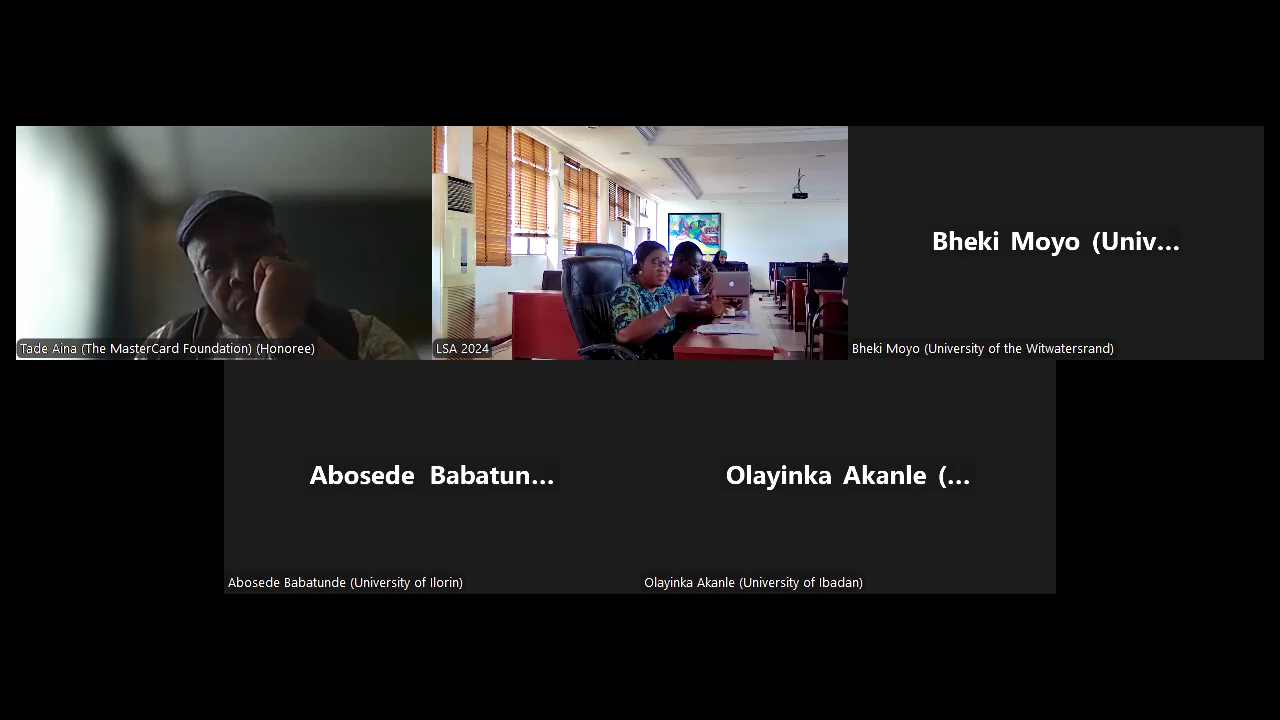 Tade Aina (The MasterCard Foundation) (Honoree)
LSA 2024
Bheki Moyo (Univ...
Bheki Moyo (University of the Witwatersrand)
Abosede Babatun...
Abosede Babatunde (University of Ilorin)
Olayinka Akanle (...
Olayinka Akanle (University of Ibadan)